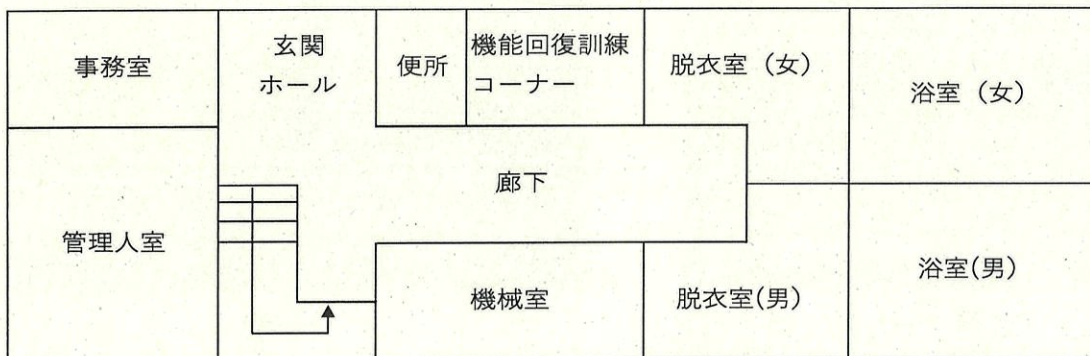 事務室
玄関
ホール
便所
機能回復訓練
コーナー
脱衣室（女）
浴室（女）
廊下
管理人室
機械室
脱衣室(男)
浴室(男)